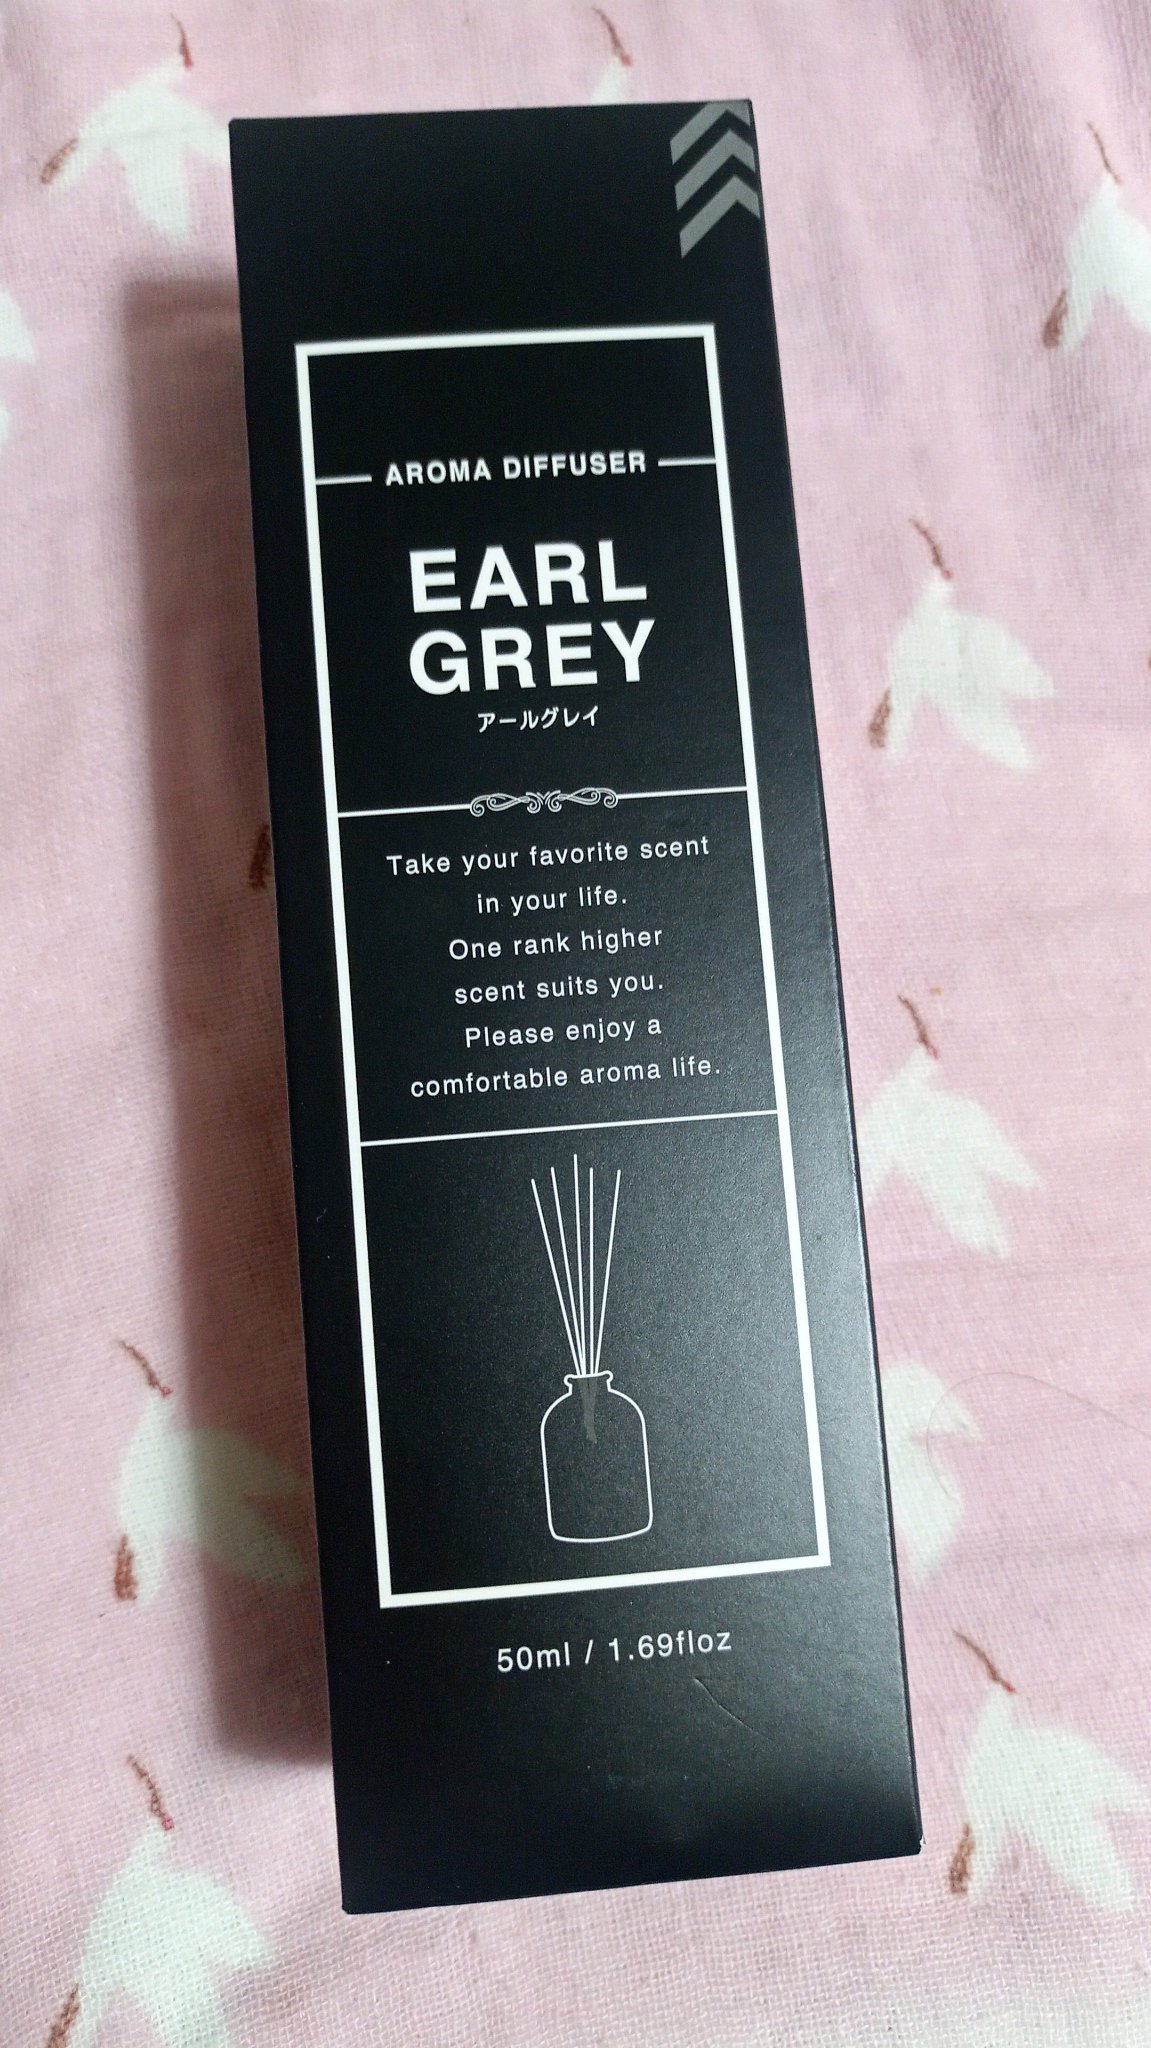 AROMA DIFFUSER
EARL
GREY
アールグレイ
Take your favorite scent
in your life.
One rank higher
scent suits you.
Please enjoy a
comfortable aroma life.
50ml / 1.69floz